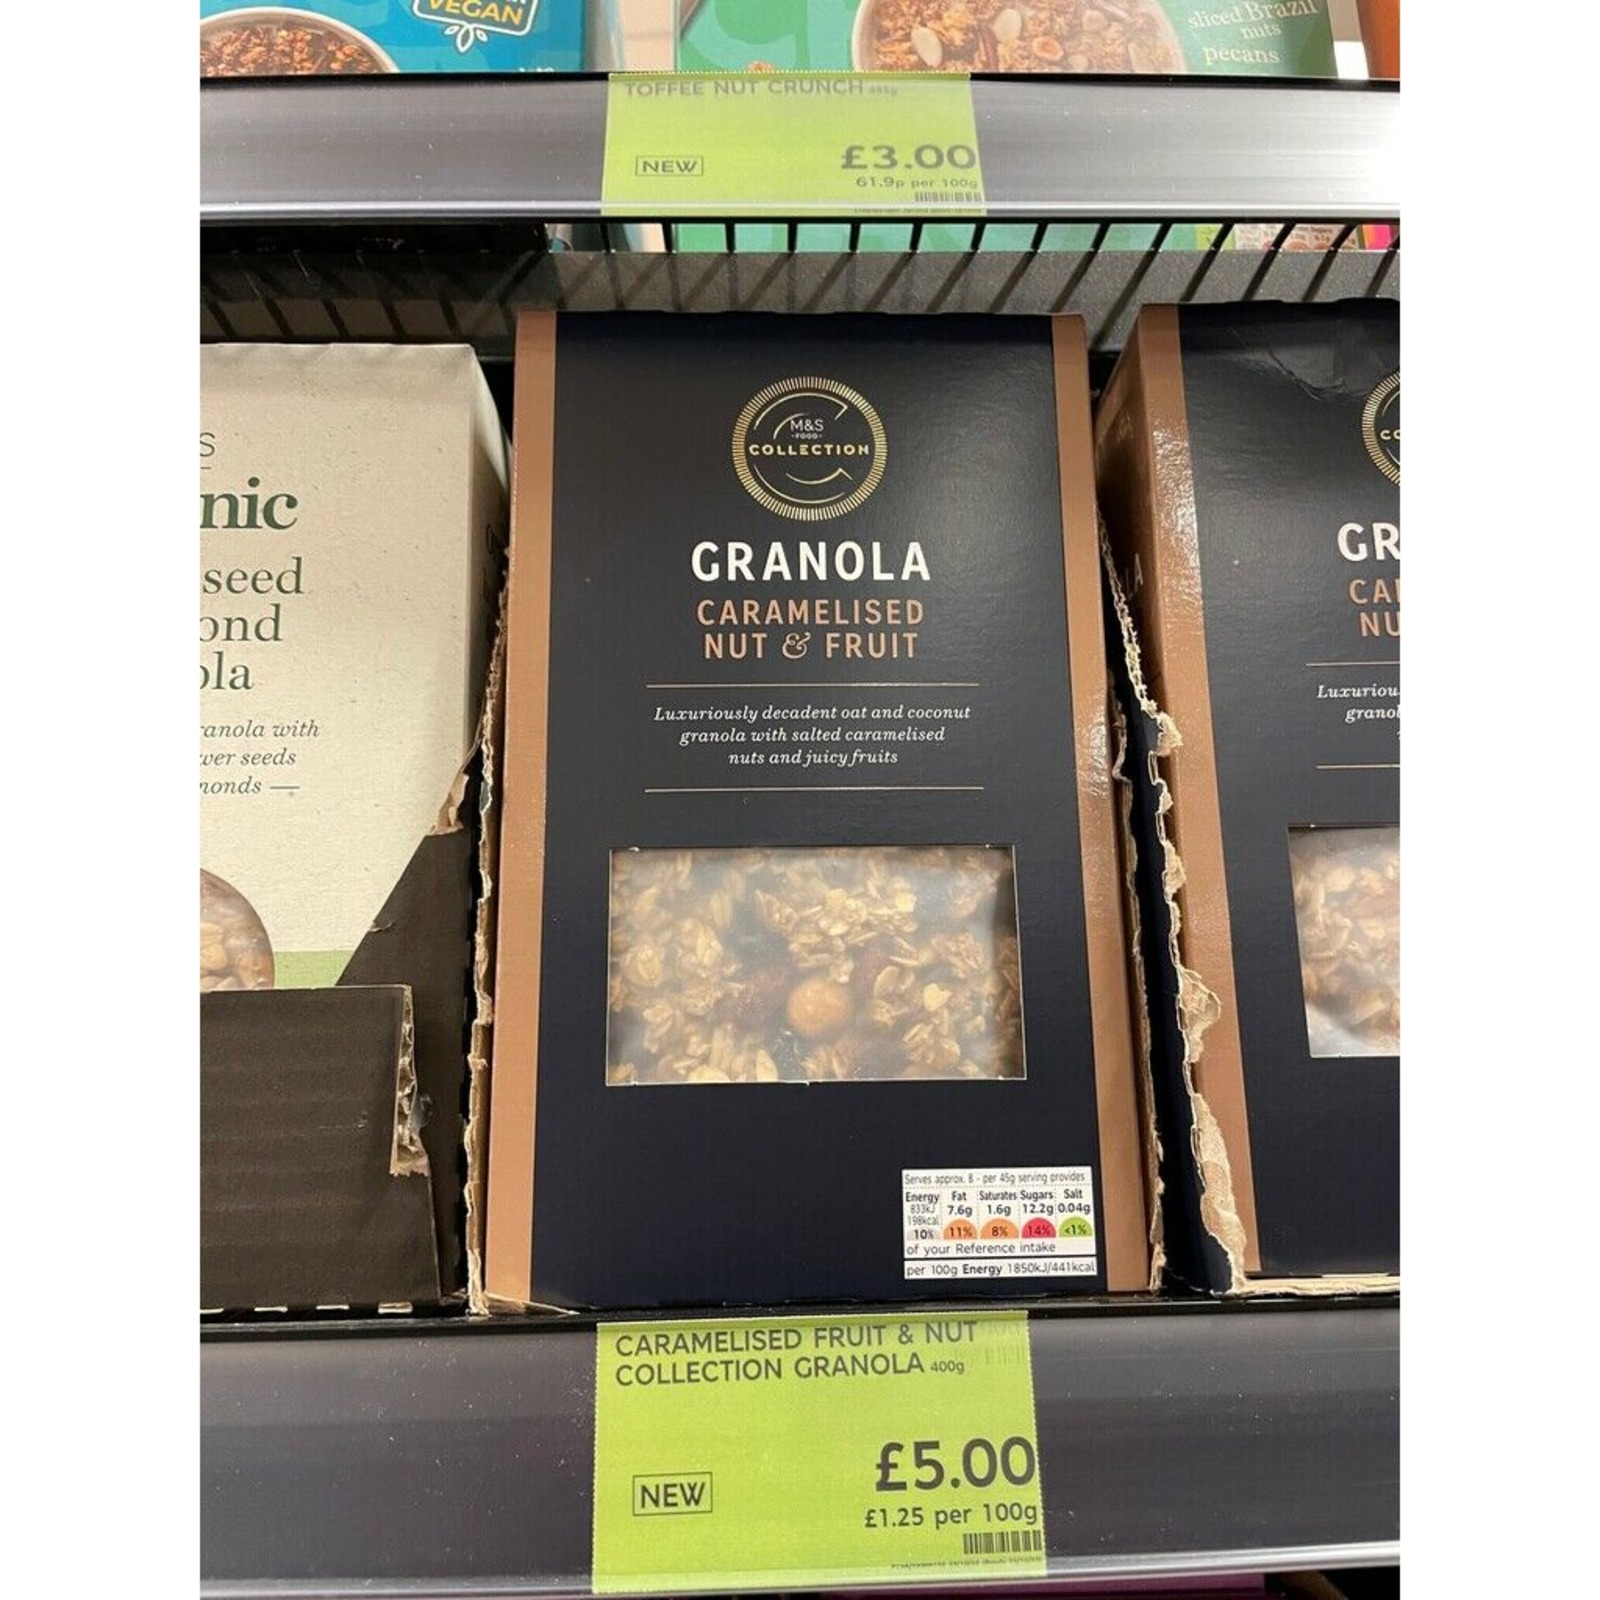 VEGAN
sliced Brazil
nuts
pecans
TOFFEE NUT CRUNCH 485g
NEW
£3.00
61.9p per 100g
S
nic
seed
ond
ola
ranola with
wer seeds
monds —
M&S
-FOOD-
COLLECTION
GRANOLA
CARAMELISED
NUT & FRUIT
Luxuriously decadent oat and coconut
granola with salted caramelised
nuts and juicy fruits
Serves approx. 8 - per 45g serving provides
Energy Fat Saturates Sugars Salt
833kJ 7.6g 1.6g 12.2g 0.04g
198kcal
10% 11% 8% 14% <1%
of your Reference intake
per 100g Energy 1850kJ/441kcal
CO
GR
CAR
NU
Luxuriou
granol
CARAMELISED FRUIT & NUT
COLLECTION GRANOLA 400g
NEW
£5.00
£1.25 per 100g